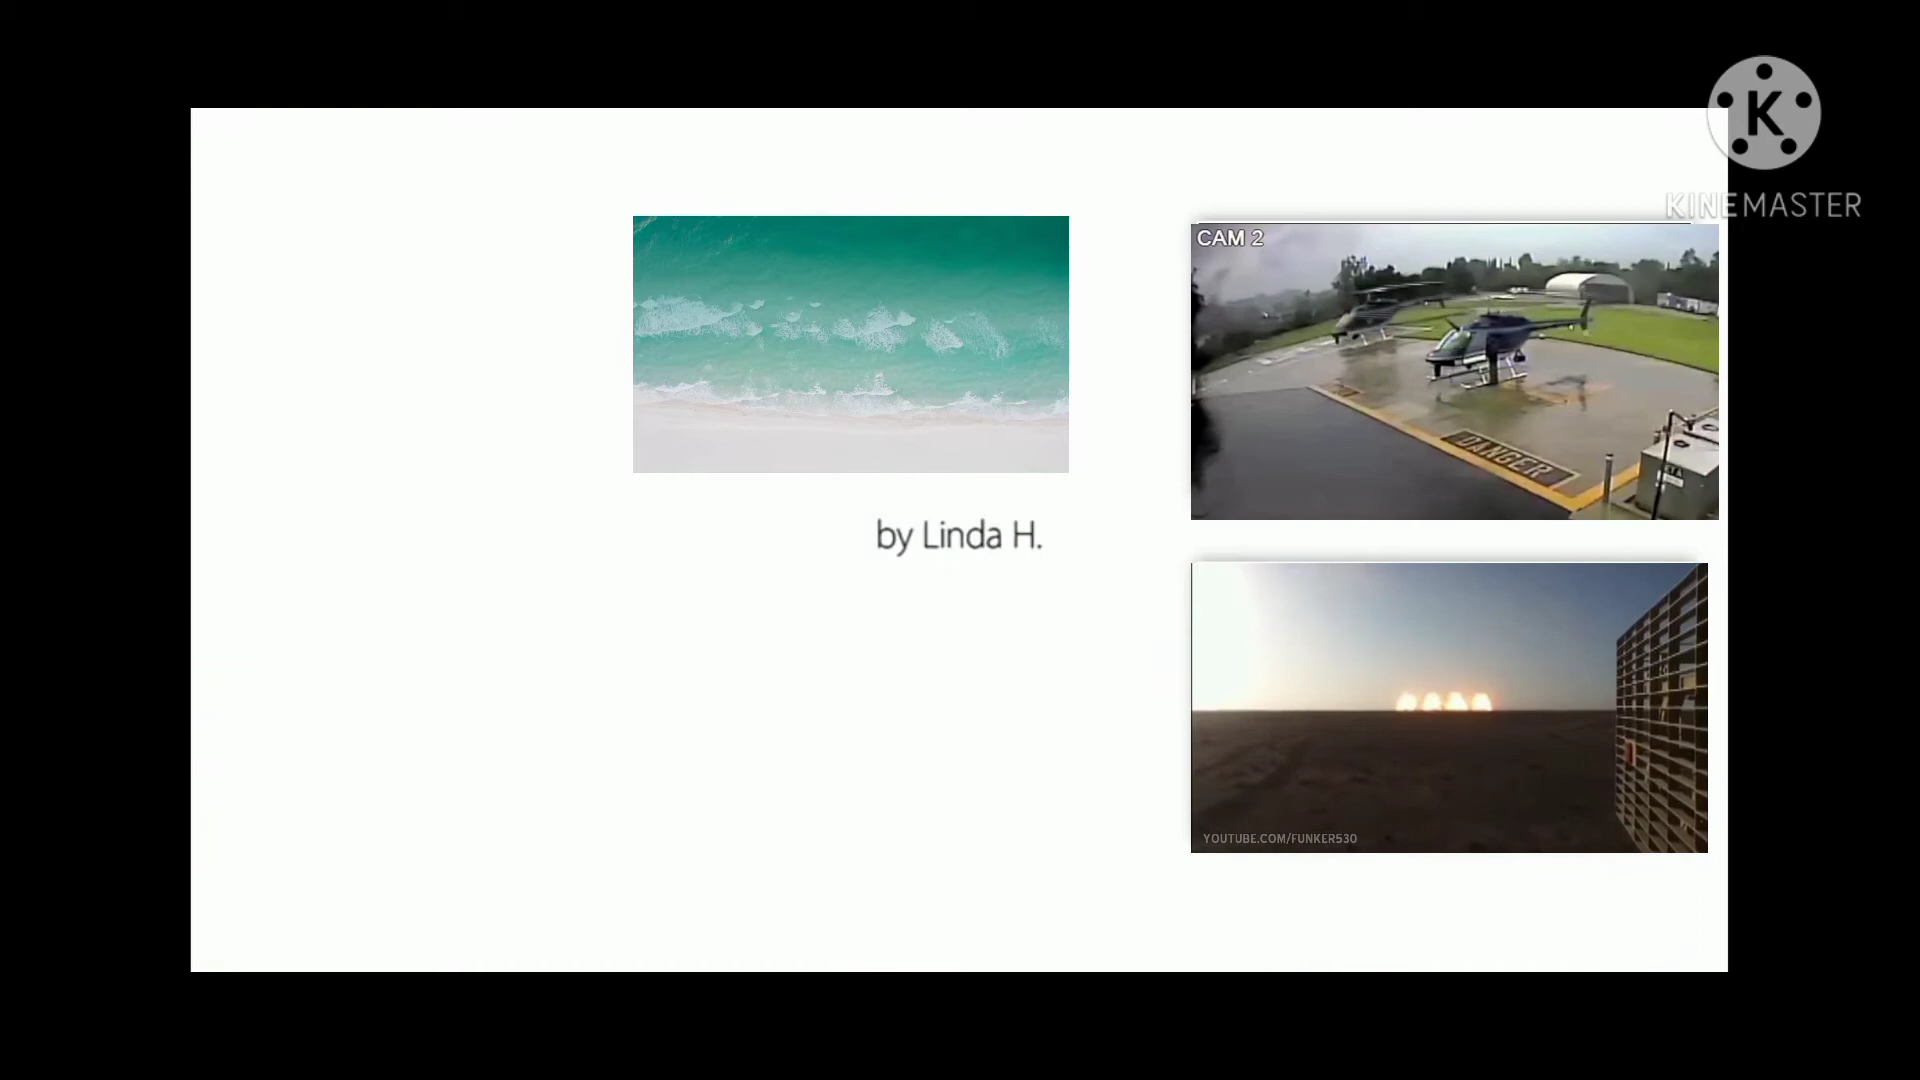 K
KINEMASTER
CAM 2
DANGER
by Linda H.
YOUTUBE.COM/FUNKER530